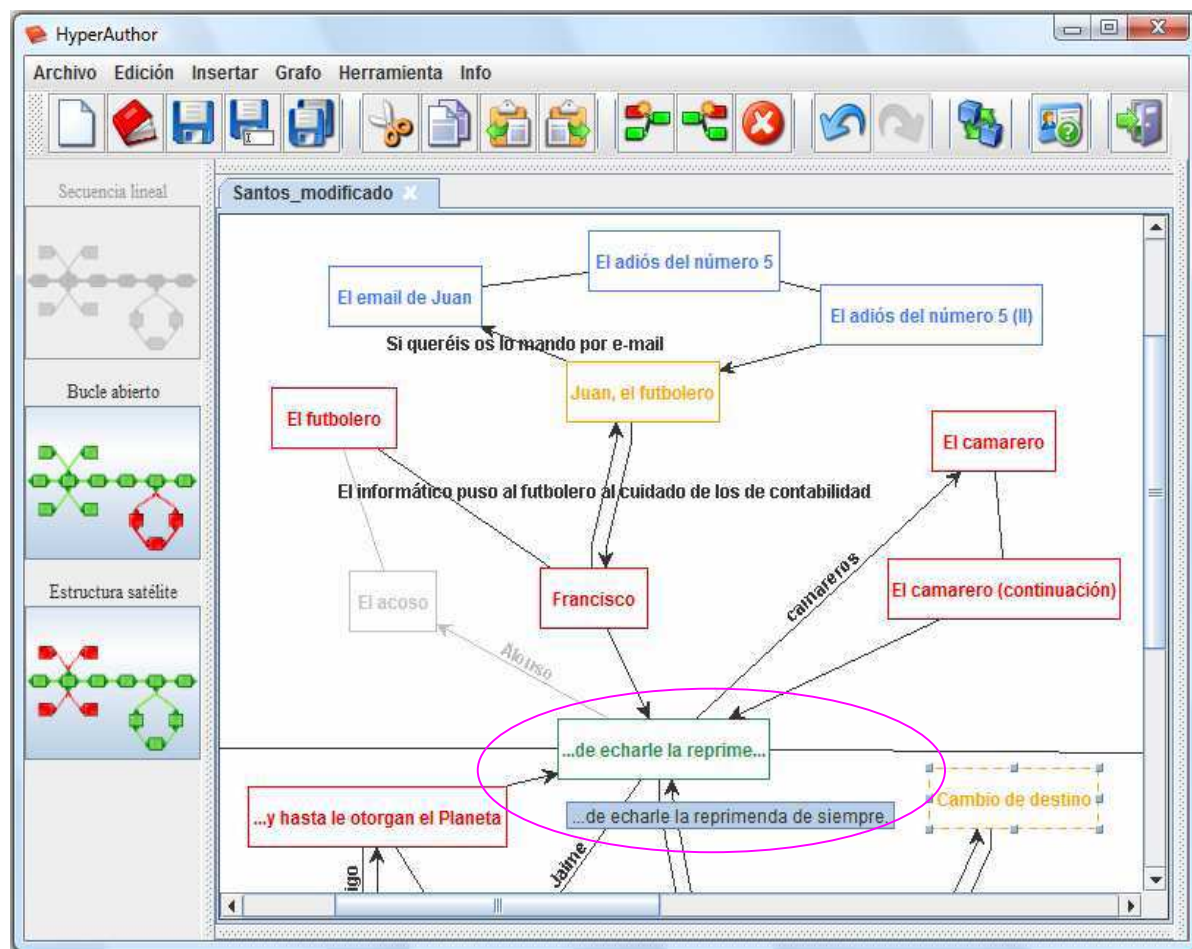 HyperAuthor
Archivo Edición Insertar Grafo Herramienta Info
Secuencia lineal
Bucle abierto
Estructura satélite
Santos_modificado
El adiós del número 5
El email de Juan
El adiós del número 5 (II)
Si queréis os lo mando por e-mail
Juan, el futbolero
El futbolero
El camarero
El informático puso al futbolero al cuidado de los de contabilidad
camareros
El acoso
Francisco
El camarero (continuación)
Alonso
...de echarle la reprime...
Cambio de destino
...y hasta le otorgan el Planeta
...de echarle la reprimenda de siempre.
Jaime
igo